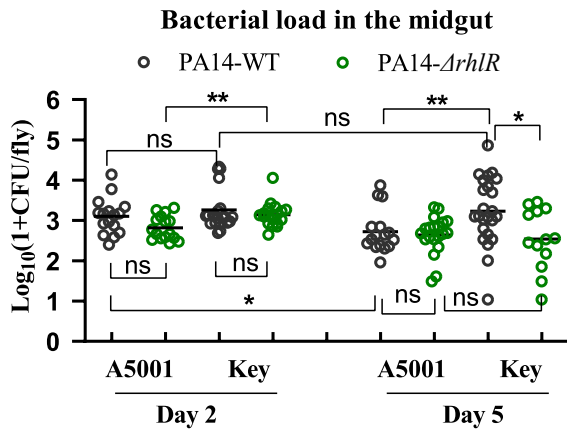 Bacterial load in the midgut
PA14-WT PA14-ΔrhlR
Log10(1+CFU/fly)
6
5
4
3
2
1
0
** **
ns ns *
ns ns
* ns ns
A5001 Key A5001 Key
Day 2 Day 5